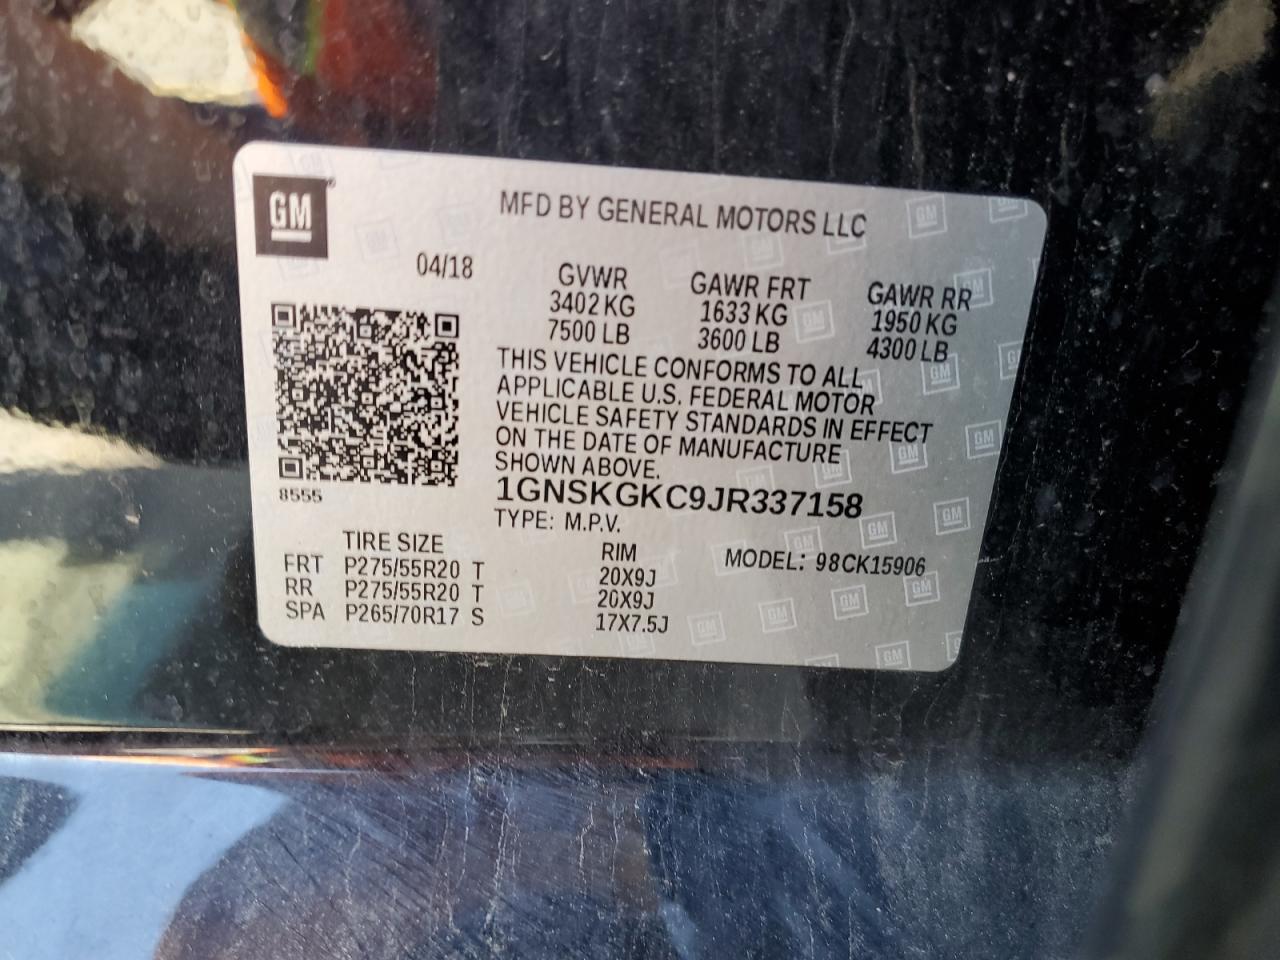 GM
MFD BY GENERAL MOTORS LLC
04/18
GVWR GAWR FRT GAWR RR
3402 KG 1633 KG 1950 KG
7500 LB 3600 LB 4300 LB
THIS VEHICLE CONFORMS TO ALL
APPLICABLE U.S. FEDERAL MOTOR
VEHICLE SAFETY STANDARDS IN EFFECT
ON THE DATE OF MANUFACTURE
SHOWN ABOVE.
8555
1GNSKGKC9JR337158
TYPE: M.P.V.
TIRE SIZE RIM MODEL: 98CK15906
FRT P275/55R20 T 20X9J
RR P275/55R20 T 20X9J
SPA P265/70R17 S 17X7.5J